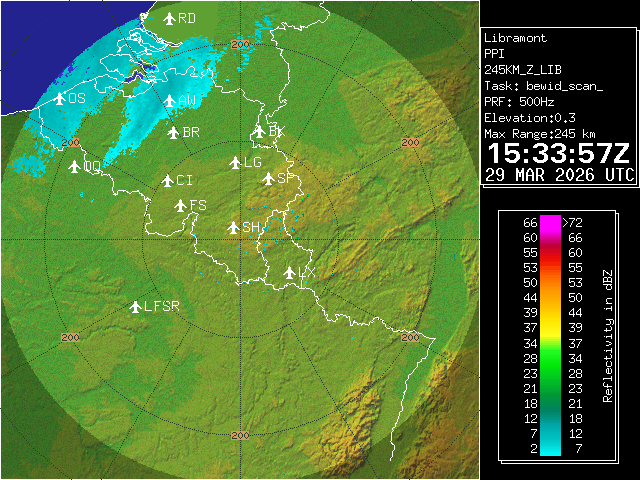 RD
200
OS
AW
BR
BK
200
200
OO
LG
CI
SP
FS
SH
LX
LFSR
200
200
200
Libramont
PPI
245KM_Z_LIB
Task: bewid_scan_
PRF: 500Hz
Elevation:0.3
Max Range:245 km
15:33:57Z
29 MAR 2026 UTC
66 >72
60 66
55 60
53 55
50 53
44 50
39 44
37 39
34 37
28 34
23 28
21 23
18 21
12 18
7 12
2 7
Reflectivity in dBZ